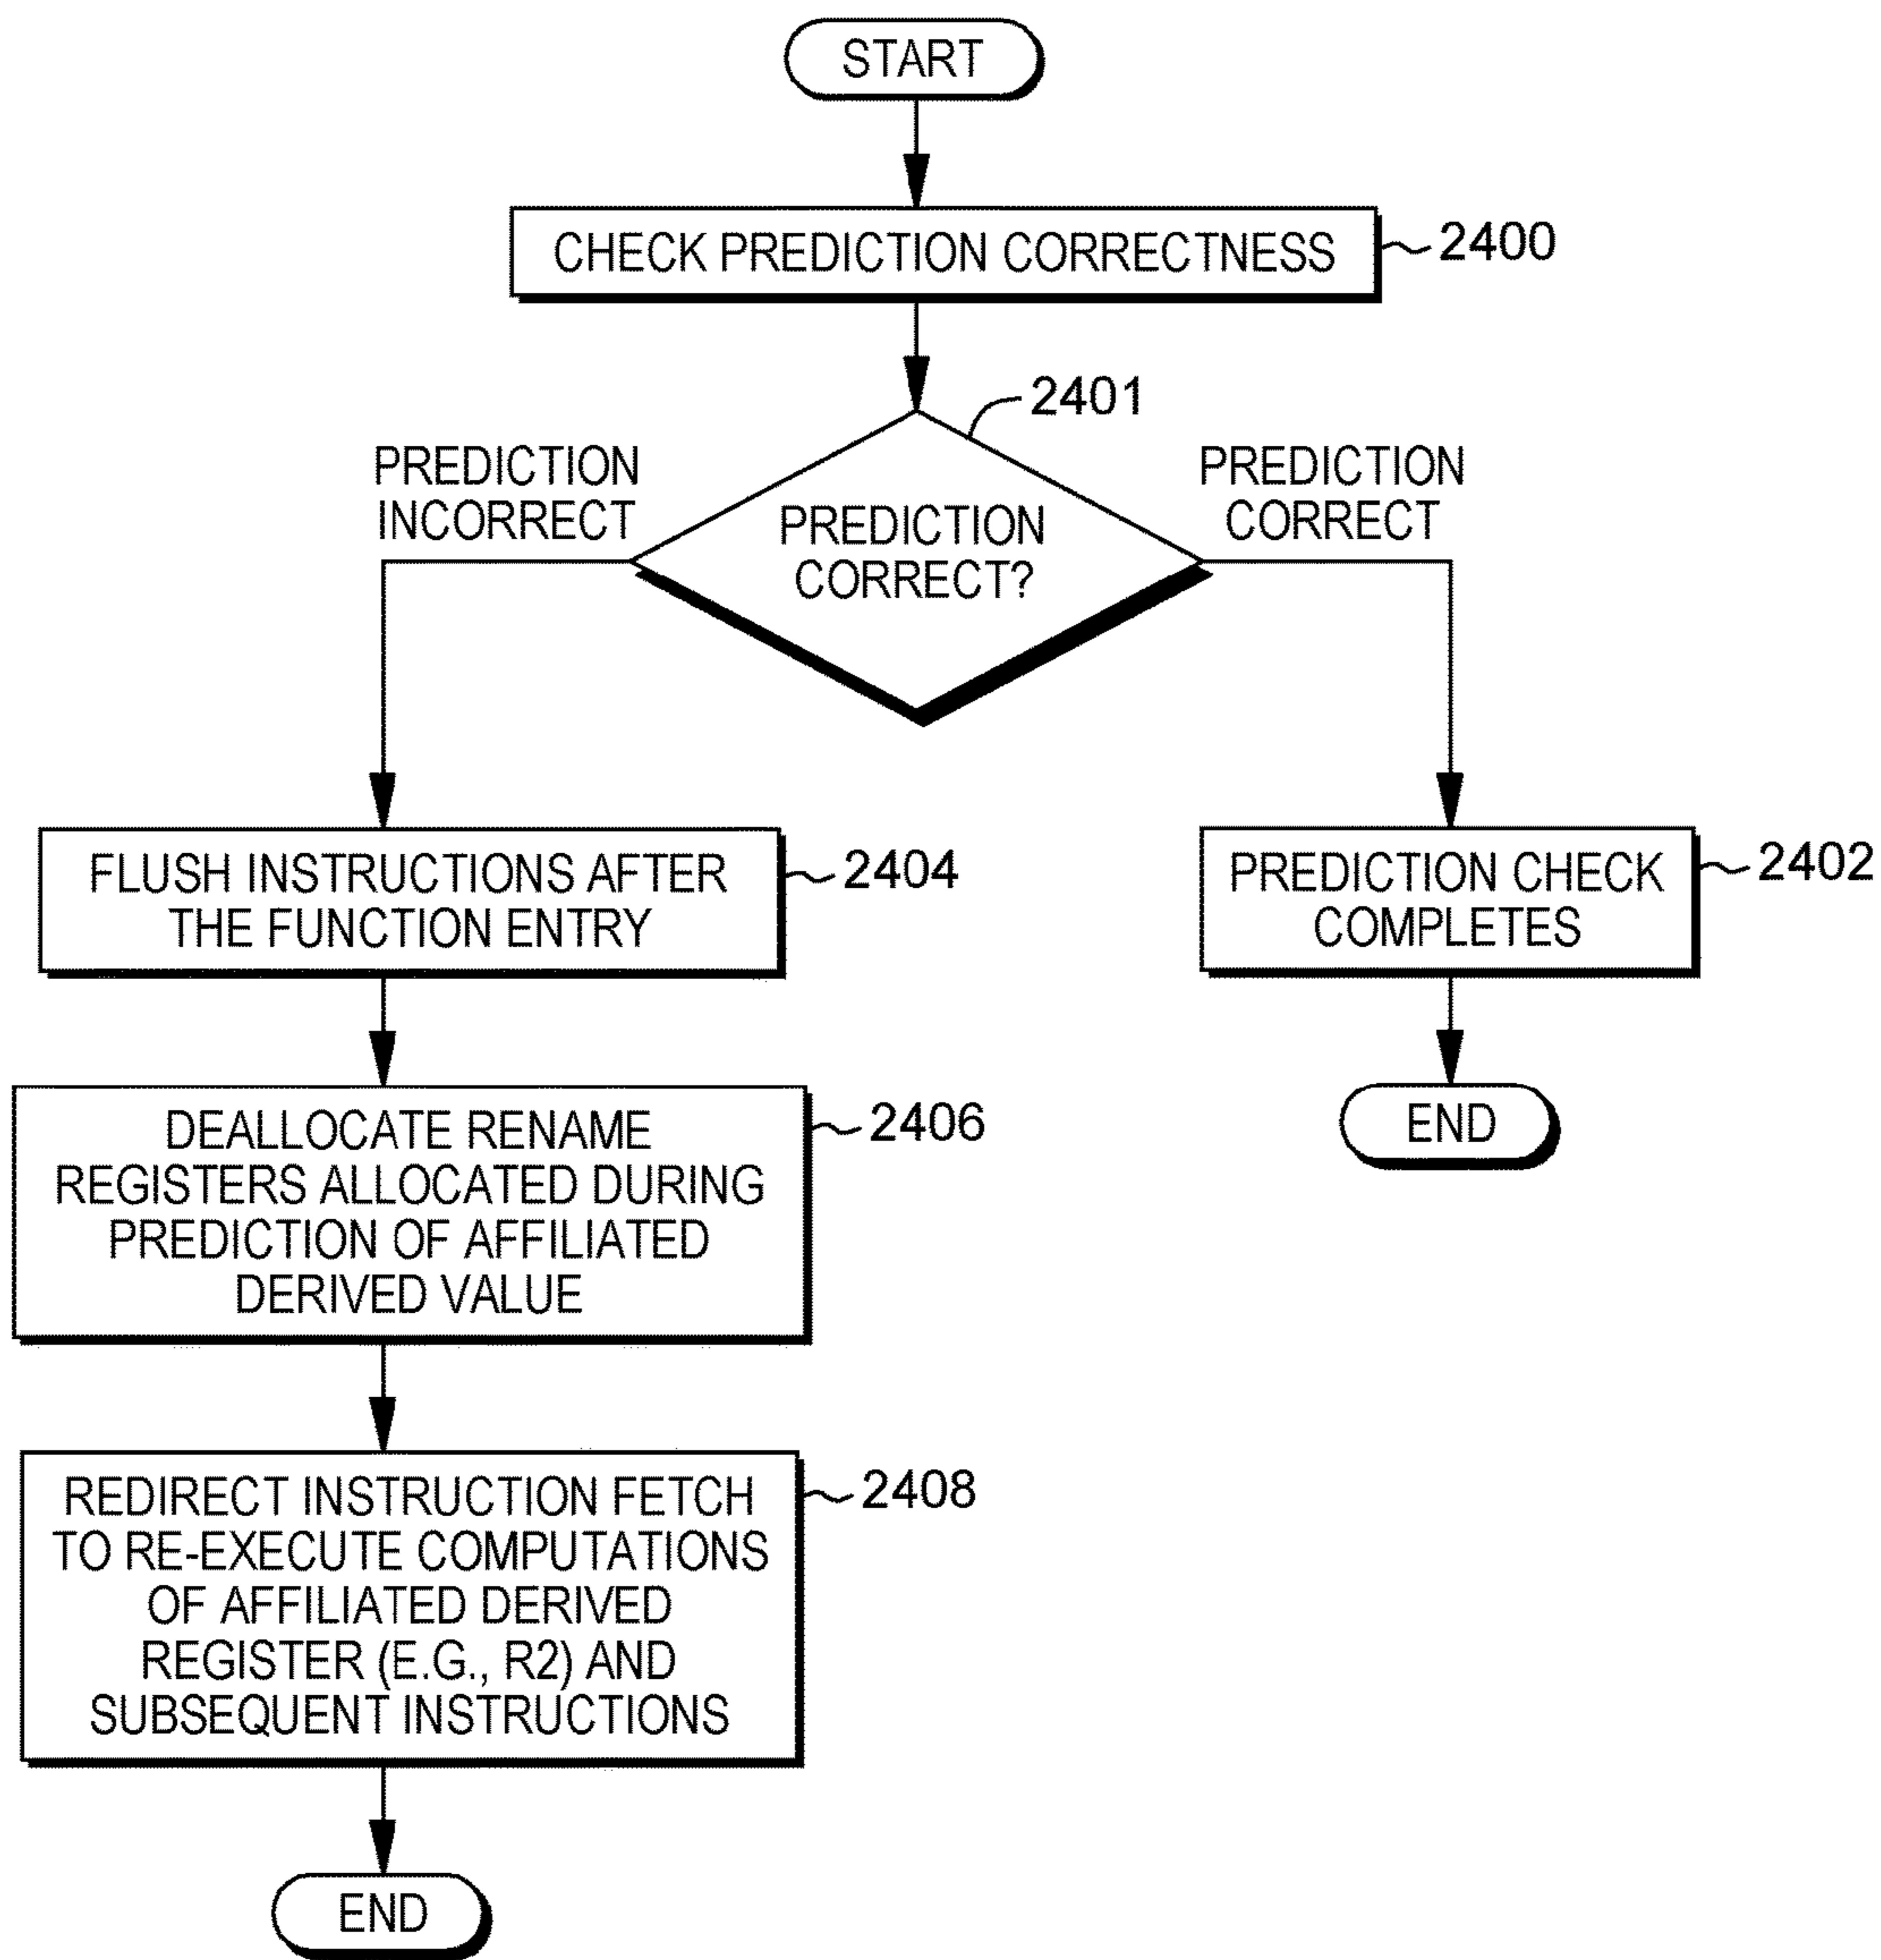 START
CHECK PREDICTION CORRECTNESS
2400
2401
PREDICTION
INCORRECT
PREDICTION
CORRECT?
PREDICTION
CORRECT
FLUSH INSTRUCTIONS AFTER
THE FUNCTION ENTRY
2404
PREDICTION CHECK
COMPLETES
2402
DEALLOCATE RENAME
REGISTERS ALLOCATED DURING
PREDICTION OF AFFILIATED
DERIVED VALUE
2406
END
REDIRECT INSTRUCTION FETCH
TO RE-EXECUTE COMPUTATIONS
OF AFFILIATED DERIVED
REGISTER (E.G., R2) AND
SUBSEQUENT INSTRUCTIONS
2408
END